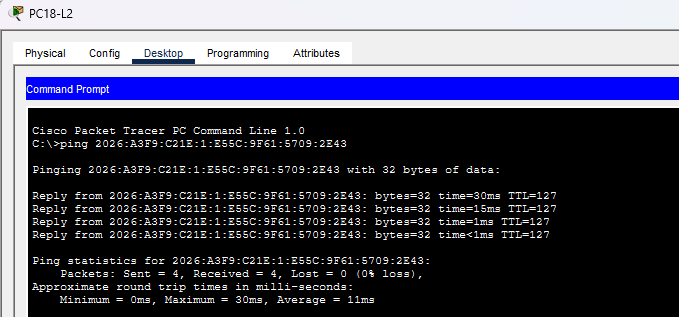 PC18-L2
Physical Config Desktop Programming Attributes
Command Prompt
Cisco Packet Tracer PC Command Line 1.0
C:\>ping 2026:A3F9:C21E:1:E55C:9F61:5709:2E43
Pinging 2026:A3F9:C21E:1:E55C:9F61:5709:2E43 with 32 bytes of data:
Reply from 2026:A3F9:C21E:1:E55C:9F61:5709:2E43: bytes=32 time=30ms TTL=127
Reply from 2026:A3F9:C21E:1:E55C:9F61:5709:2E43: bytes=32 time=15ms TTL=127
Reply from 2026:A3F9:C21E:1:E55C:9F61:5709:2E43: bytes=32 time=1ms TTL=127
Reply from 2026:A3F9:C21E:1:E55C:9F61:5709:2E43: bytes=32 time<1ms TTL=127
Ping statistics for 2026:A3F9:C21E:1:E55C:9F61:5709:2E43:
Packets: Sent = 4, Received = 4, Lost = 0 (0% loss),
Approximate round trip times in milli-seconds:
Minimum = 0ms, Maximum = 30ms, Average = 11ms